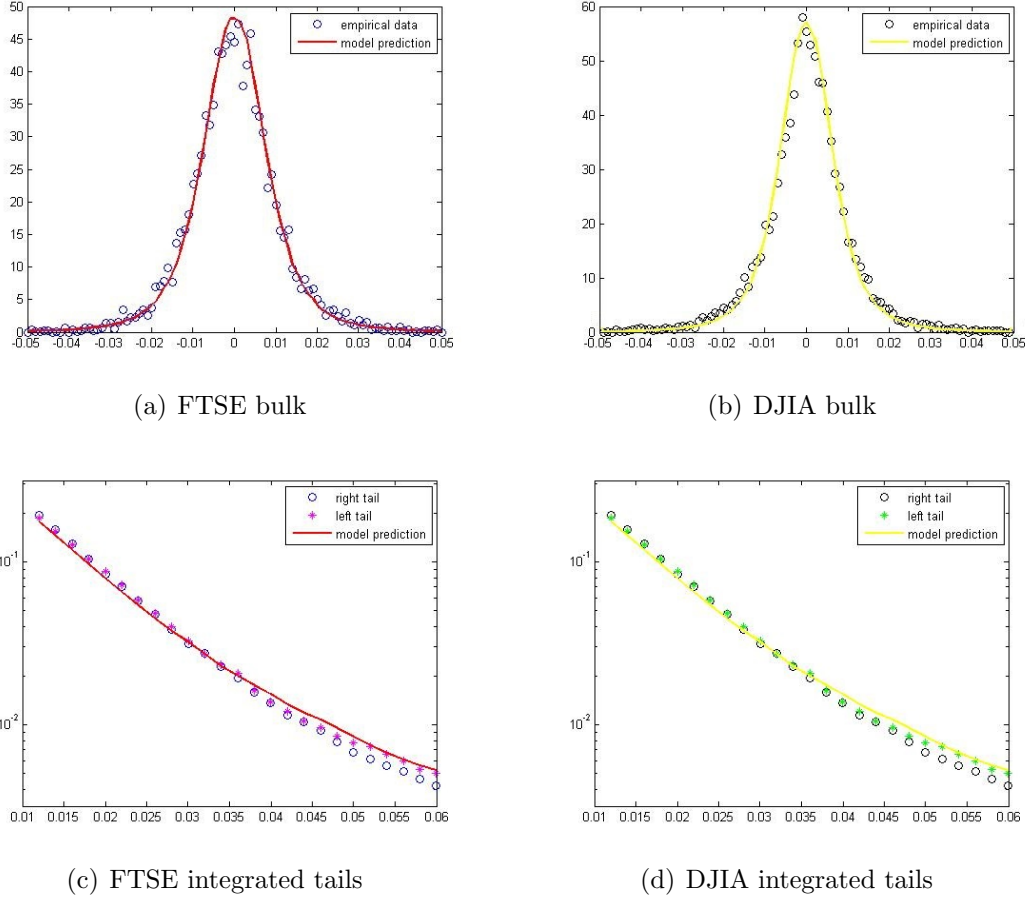 50
45
40
35
30
25
20
15
10
5
0
-0.05 -0.04 -0.03 -0.02 -0.01 0 0.01 0.02 0.03 0.04 0.05
empirical data
model prediction
(a) FTSE bulk
60
50
40
30
20
10
0
-0.05 -0.04 -0.03 -0.02 -0.01 0 0.01 0.02 0.03 0.04 0.05
empirical data
model prediction
(b) DJIA bulk
10^-1
10^-2
0.01 0.015 0.02 0.025 0.03 0.035 0.04 0.045 0.05 0.055 0.06
right tail
left tail
model prediction
(c) FTSE integrated tails
10^-1
10^-2
0.01 0.015 0.02 0.025 0.03 0.035 0.04 0.045 0.05 0.055 0.06
right tail
left tail
model prediction
(d) DJIA integrated tails